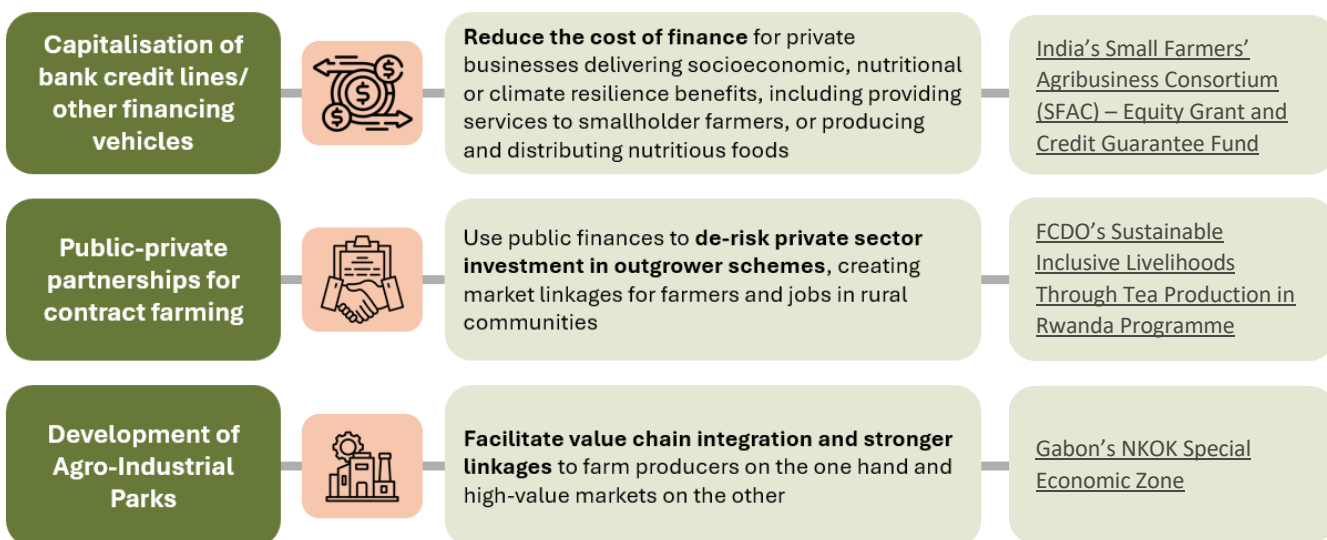 Capitalisation of
bank credit lines/
other financing
vehicles
Reduce the cost of finance for private
businesses delivering socioeconomic, nutritional
or climate resilience benefits, including providing
services to smallholder farmers, or producing
and distributing nutritious foods
India's Small Farmers'
Agribusiness Consortium
(SFAC) – Equity Grant and
Credit Guarantee Fund
Public-private
partnerships for
contract farming
Use public finances to de-risk private sector
investment in outgrower schemes, creating
market linkages for farmers and jobs in rural
communities
FCDO's Sustainable
Inclusive Livelihoods
Through Tea Production in
Rwanda Programme
Development of
Agro-Industrial
Parks
Facilitate value chain integration and stronger
linkages to farm producers on the one hand and
high-value markets on the other
Gabon's NKOK Special
Economic Zone